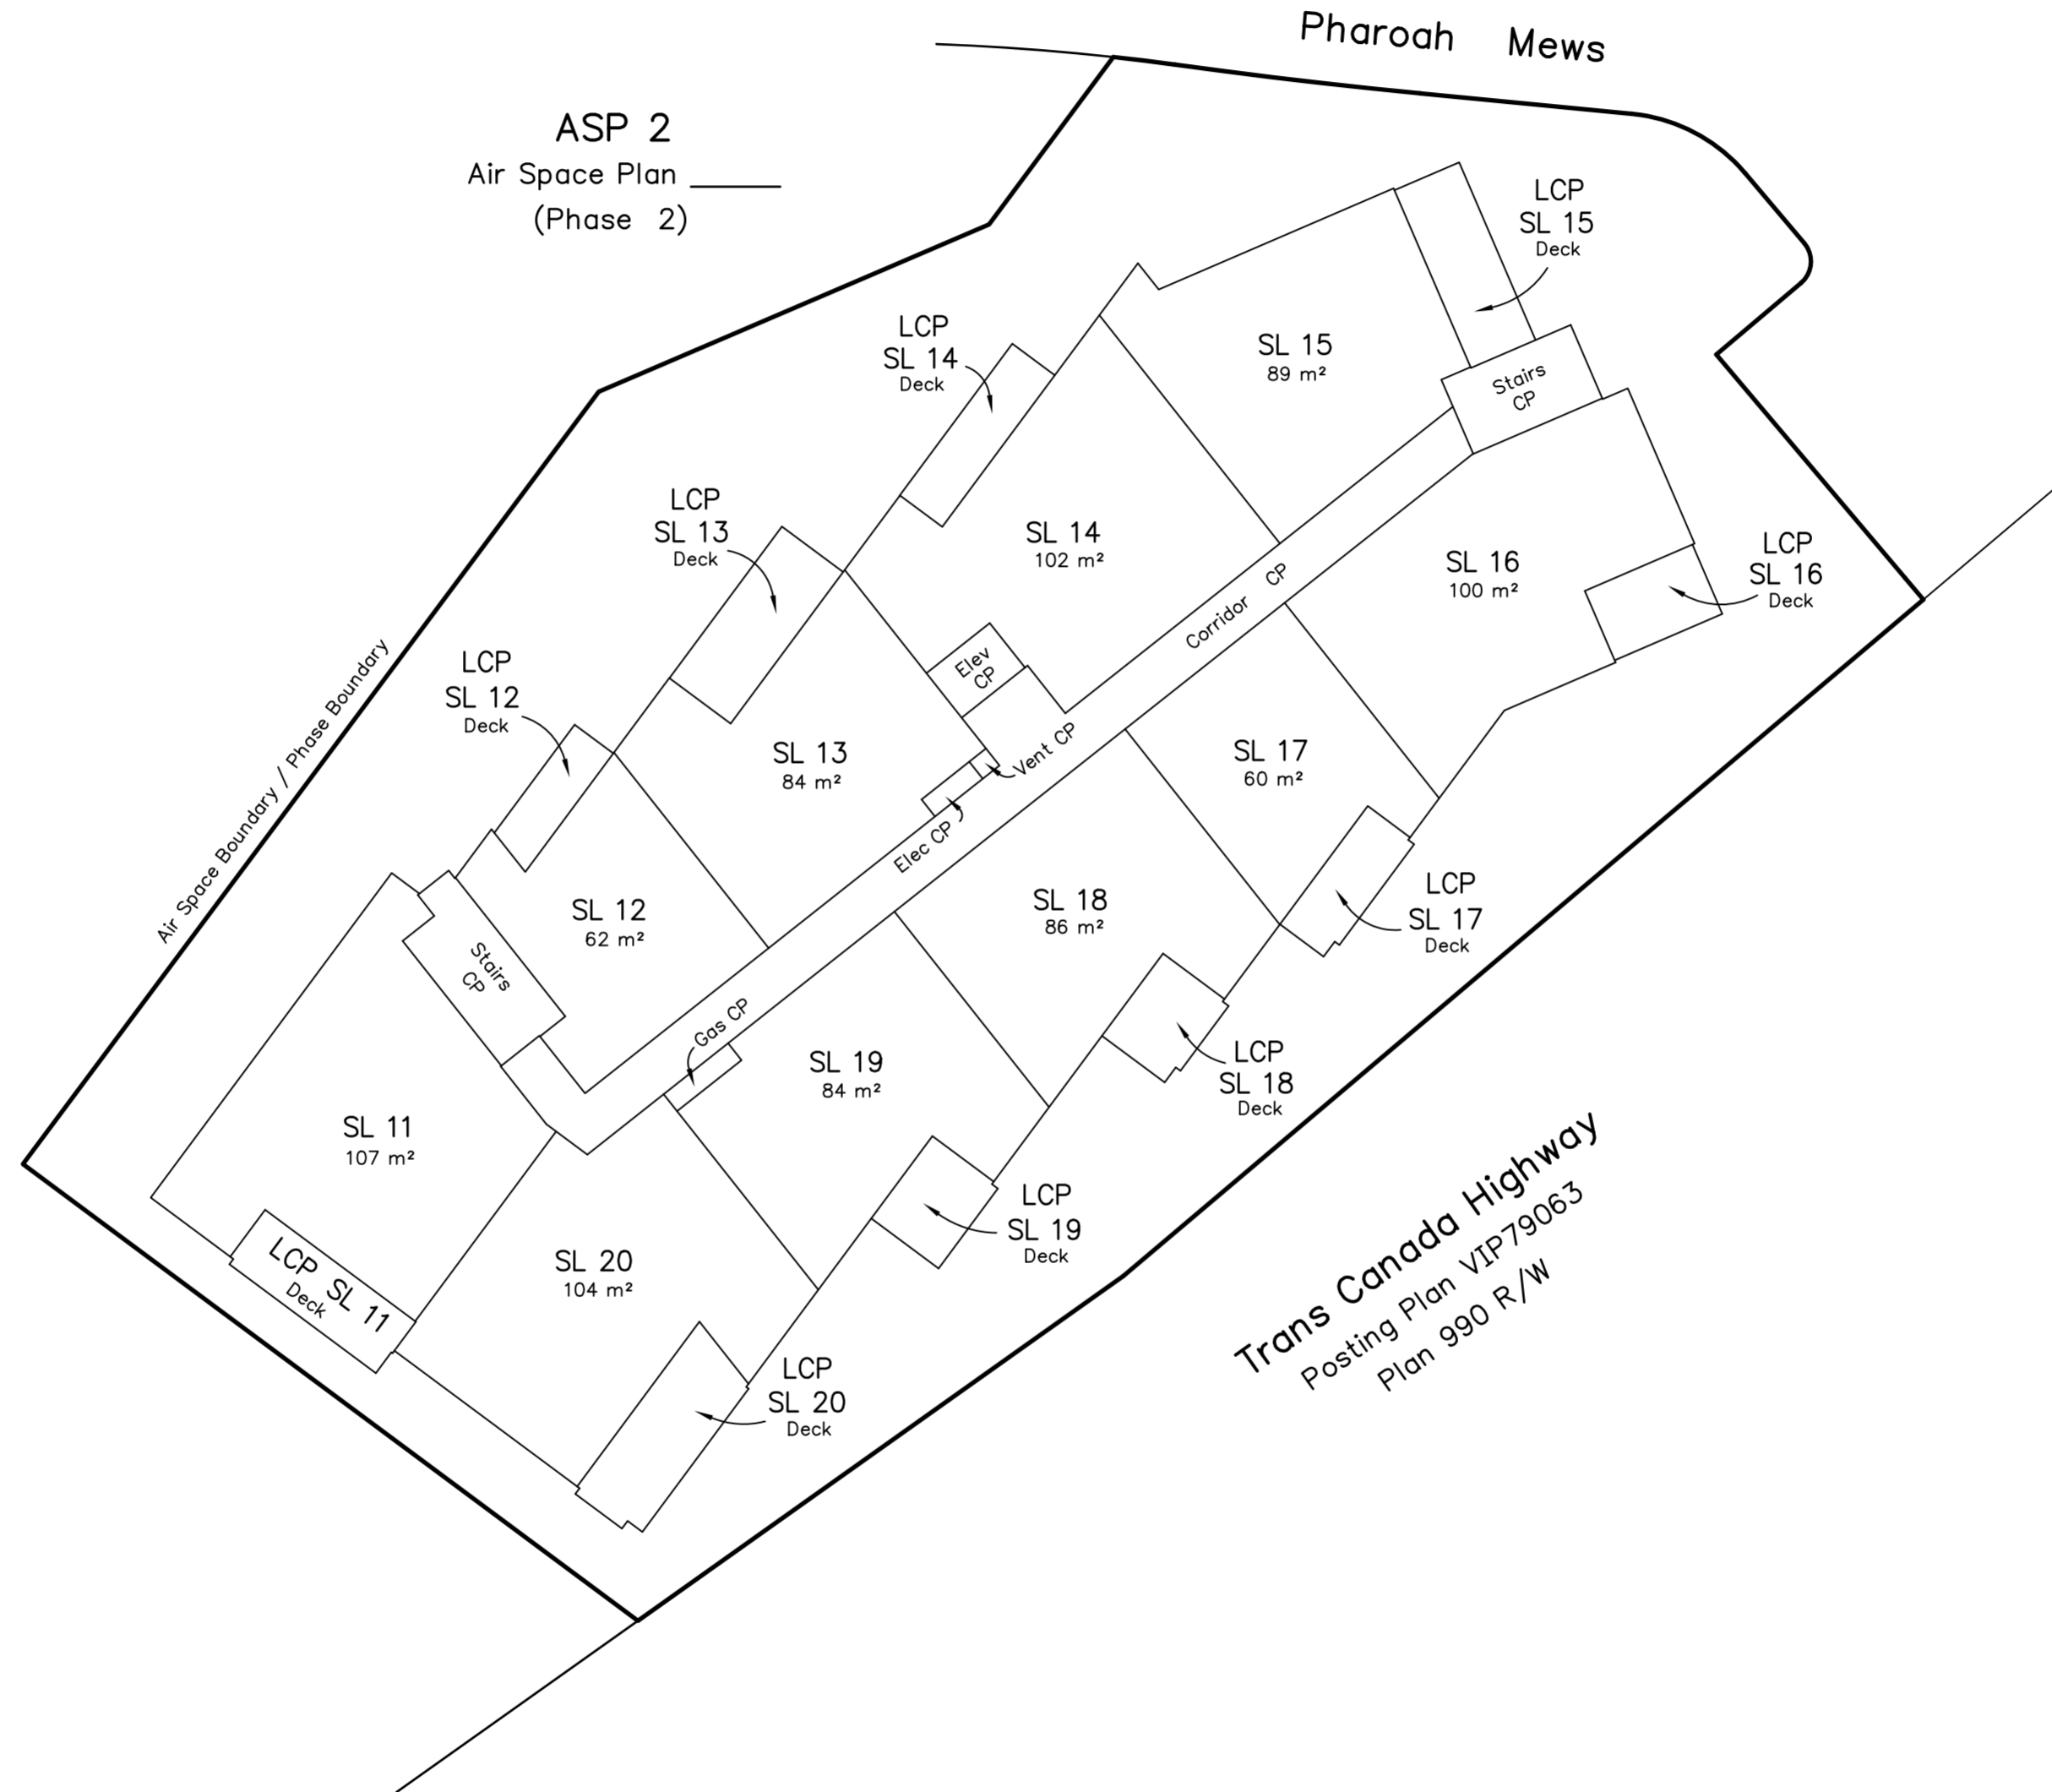 Pharoah Mews
ASP 2
Air Space Plan
(Phase 2)
LCP
SL 15
Deck
LCP
SL 14
Deck
SL 15
89 m²
Stairs
CP
LCP
SL 13
Deck
SL 14
102 m²
SL 16
100 m²
LCP
SL 16
Deck
Corridor CP
Elev
CP
LCP
SL 12
Deck
Air Space Boundary / Phase Boundary
SL 13
84 m²
Vent CP
SL 17
60 m²
Elec CP
SL 12
62 m²
SL 18
86 m²
LCP
SL 17
Deck
Stairs
CP
Gas CP
SL 19
84 m²
LCP
SL 18
Deck
SL 11
107 m²
LCP
SL 19
Deck
SL 20
104 m²
LCP SL 11
Deck
LCP
SL 20
Deck
Trans Canada Highway
Posting Plan VIP79063
Plan 990 R/W